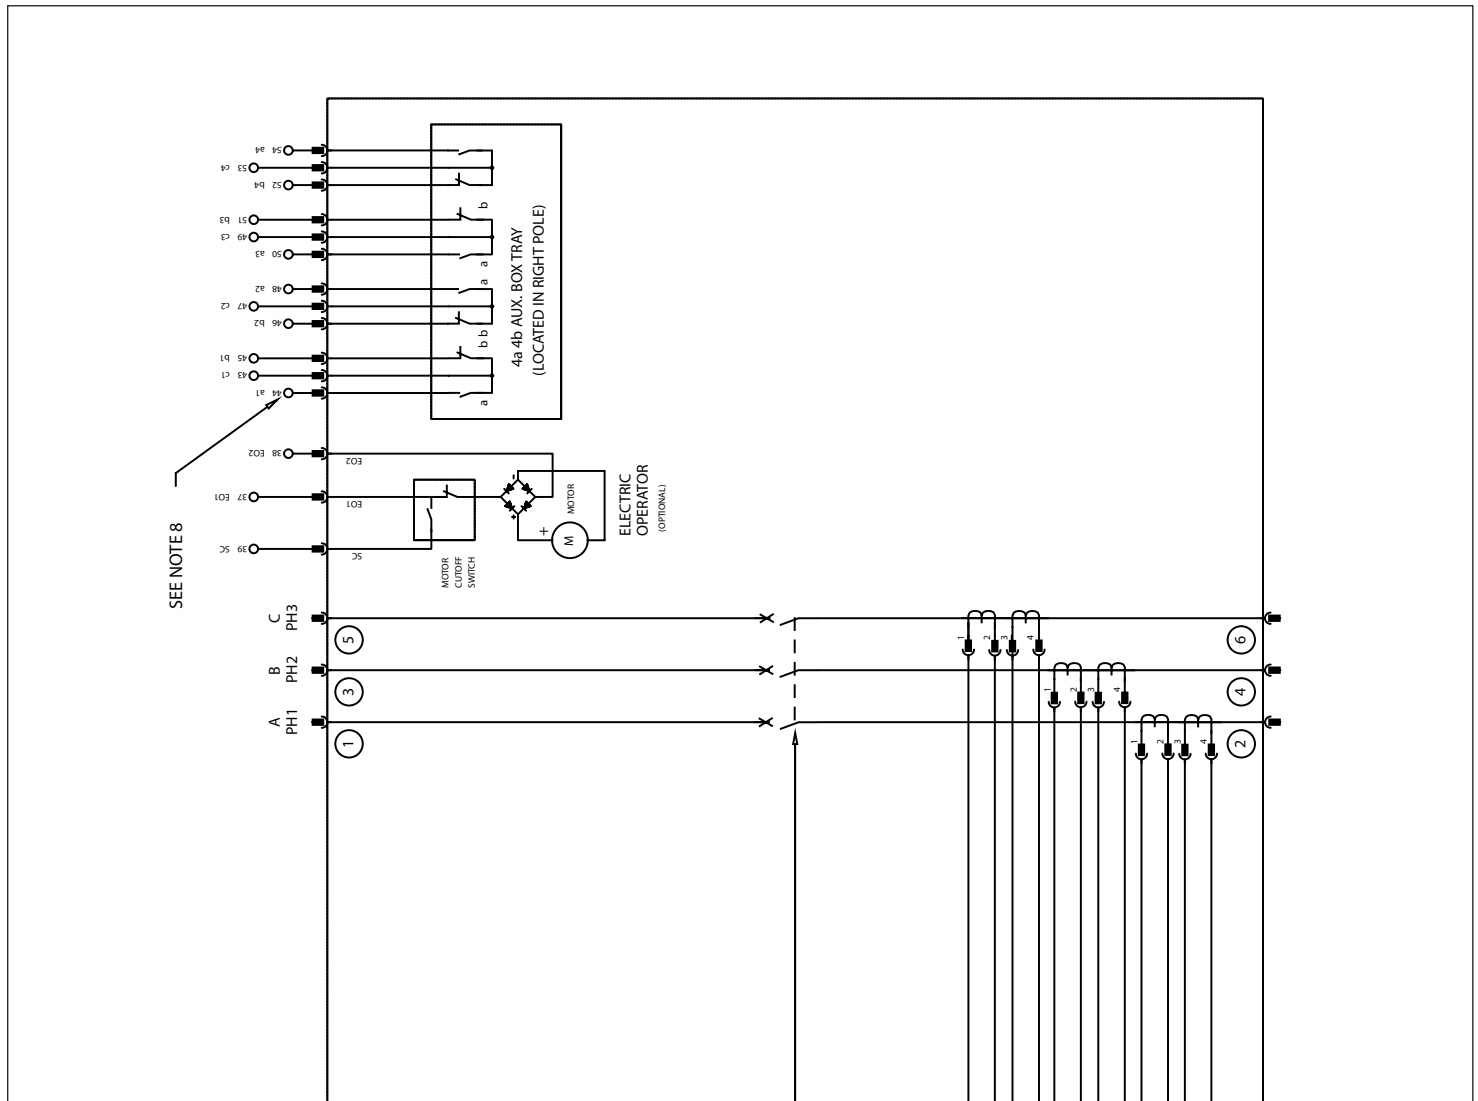 54 a4
53 c4
52 b4
51 b3
49 c3
50 a3
48 a2
47 c2
46 b2
45 b1
43 c1
44 a1
38 EO2
37 EO1
39 SC
SEE NOTE 8
b
a
a
b
b
a
4a 4b AUX. BOX TRAY
(LOCATED IN RIGHT POLE)
EO2
EO1
SC
MOTOR
CUTOFF
SWITCH
-
+
+
M
MOTOR
ELECTRIC
OPERATOR
(OPTIONAL)
C
PH3
B
PH2
A
PH1
5
3
1
1
2
3
4
1
2
3
4
1
2
3
4
6
4
2